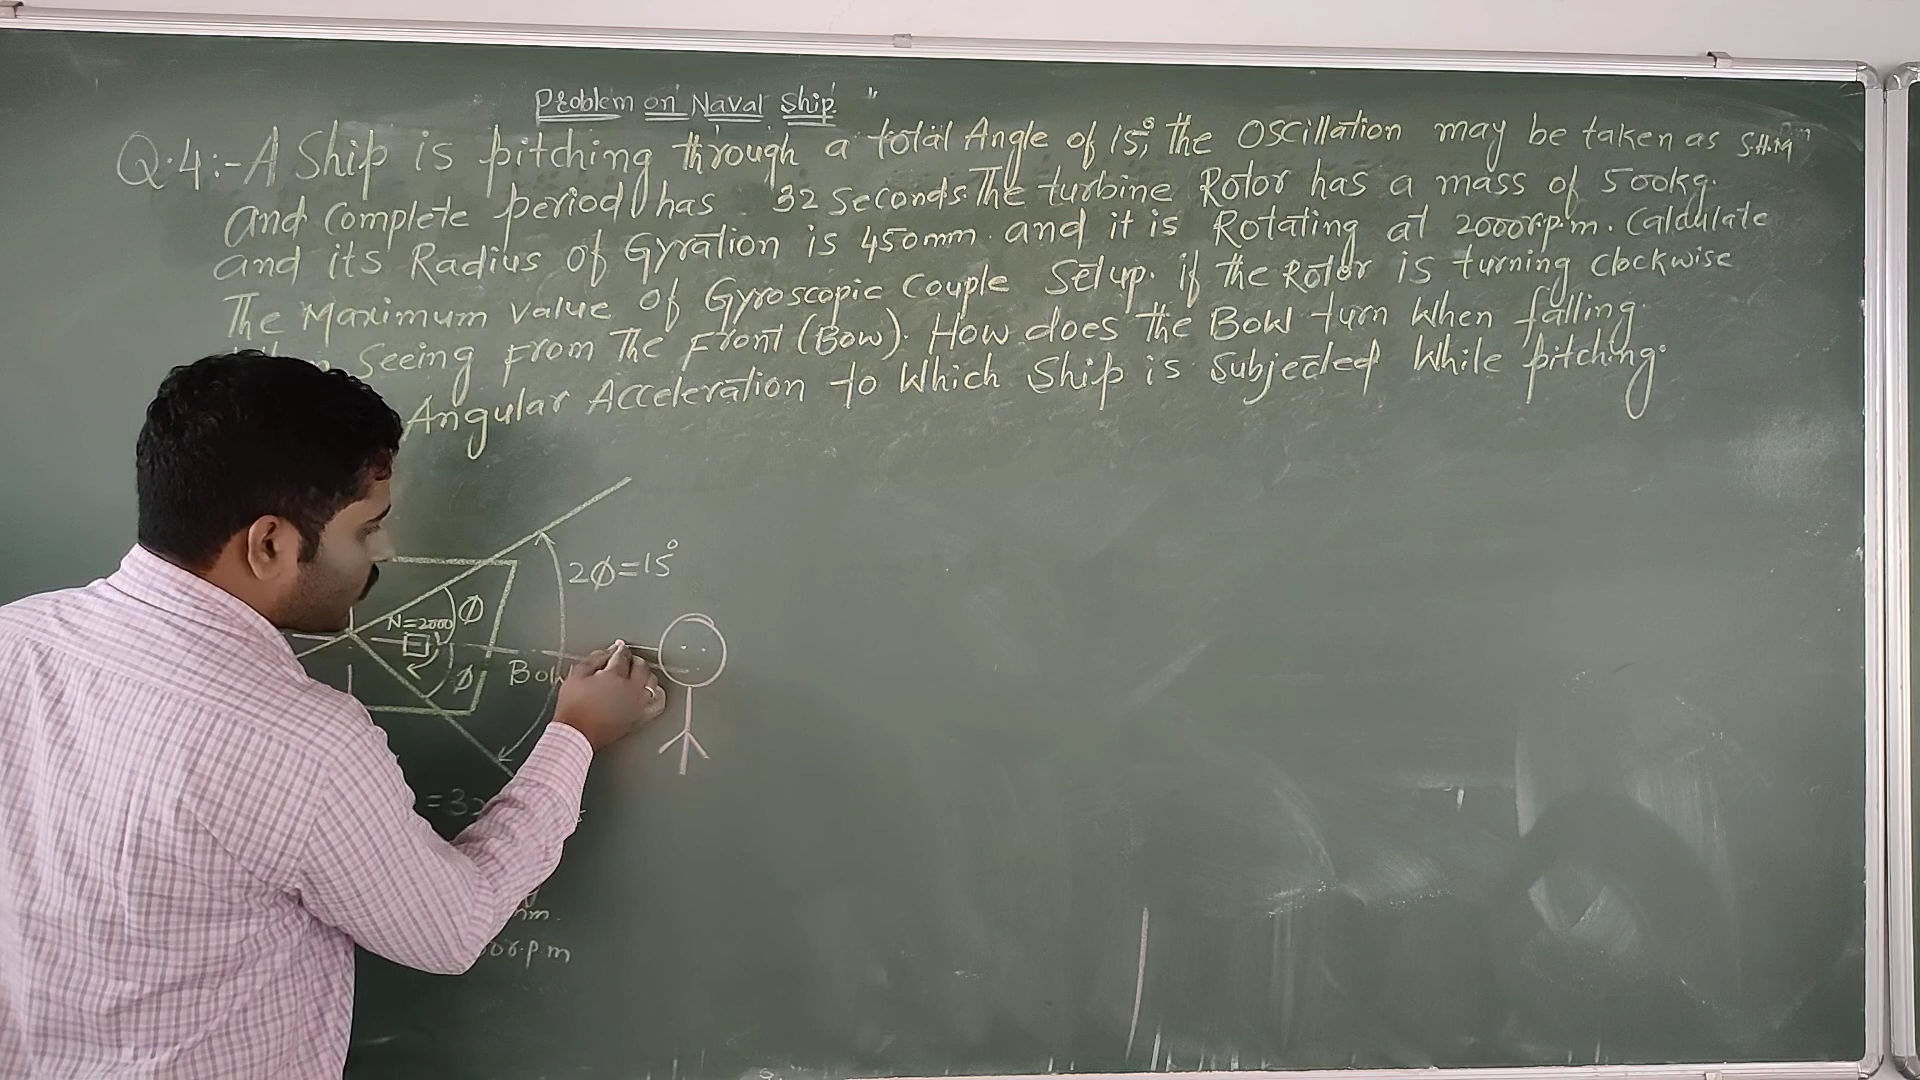 Problem on Naval Ship "
Q.4:- A Ship is pitching through a total Angle of 15°, the Oscillation may be taken as S.H.M
and Complete period has 32 Seconds. The turbine Rotor has a mass of 500kg.
and its Radius of Gyration is 450mm. and it is Rotating at 2000r.p.m. Caldulate
The Maximum value of Gyroscopic Couple Setup. if the Rotor is turning Clockwise
Seeing From The Front (Bow). How does the Bow turn When falling.
Angular Acceleration to Which Ship is Subjected While pitching.
2Ø=15°
Ø
N=2000
Ø
=32
mm.
r.p.m